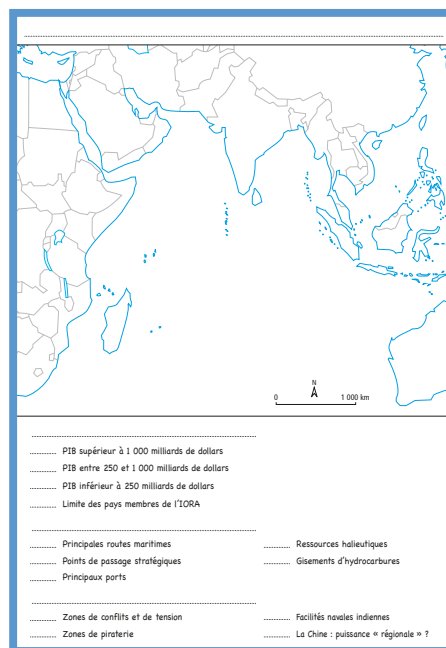 N
0 1 000 km
PIB supérieur à 1 000 milliards de dollars
PIB entre 250 et 1 000 milliards de dollars
PIB inférieur à 250 milliards de dollars
Limite des pays membres de l'IORA
Principales routes maritimes
Points de passage stratégiques
Principaux ports
Ressources halieutiques
Gisements d'hydrocarbures
Zones de conflits et de tension
Zones de piraterie
Facilités navales indiennes
La Chine : puissance « régionale » ?